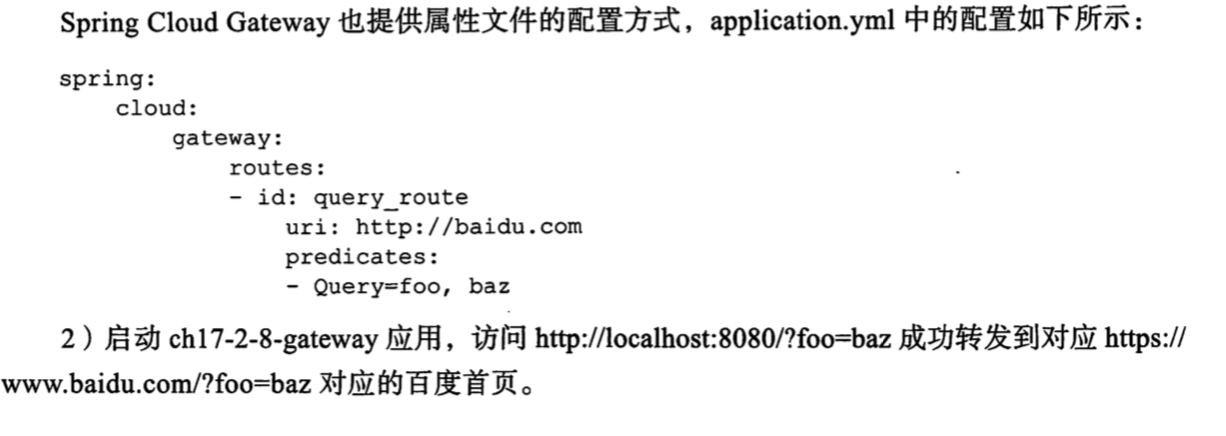 Spring Cloud Gateway 也提供属性文件的配置方式，application.yml 中的配置如下所示：
spring:
    cloud:
        gateway:
            routes:
            - id: query_route
                uri: http://baidu.com
                predicates:
                - Query=foo, baz
2）启动 ch17-2-8-gateway 应用，访问 http://localhost:8080/?foo=baz 成功转发到对应 https://
www.baidu.com/?foo=baz 对应的百度首页。